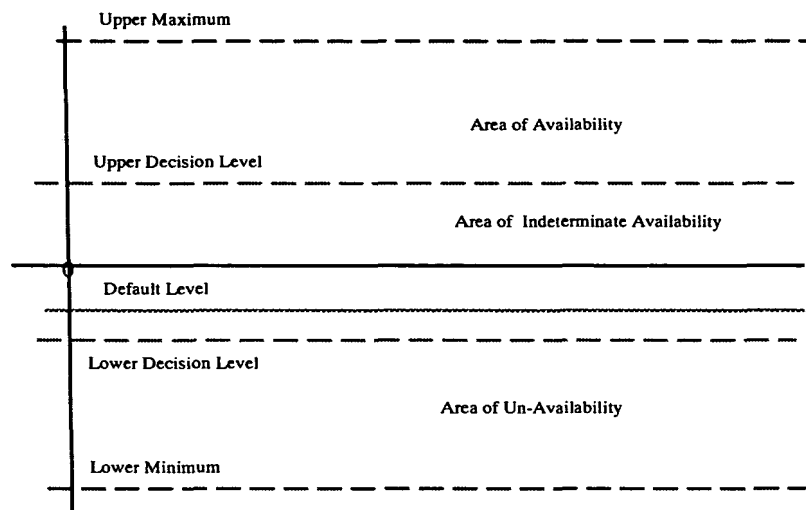 Upper Maximum
Area of Availability
Upper Decision Level
Area of Indeterminate Availability
Default Level
Lower Decision Level
Area of Un-Availability
Lower Minimum